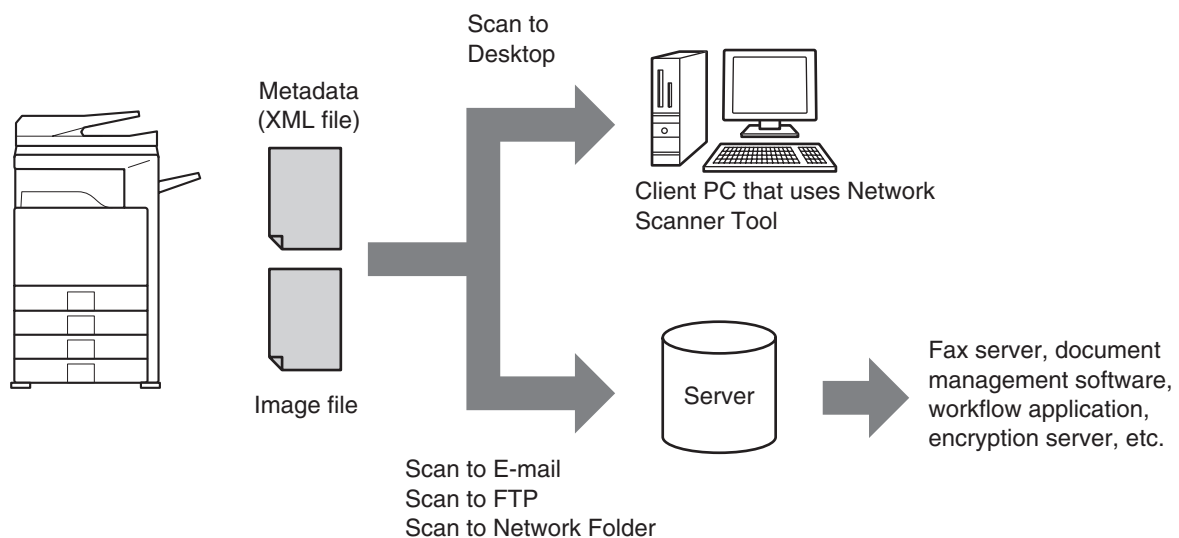 Scan to
Desktop
Metadata
(XML file)
Client PC that uses Network
Scanner Tool
Image file
Server
Fax server, document
management software,
workflow application,
encryption server, etc.
Scan to E-mail
Scan to FTP
Scan to Network Folder